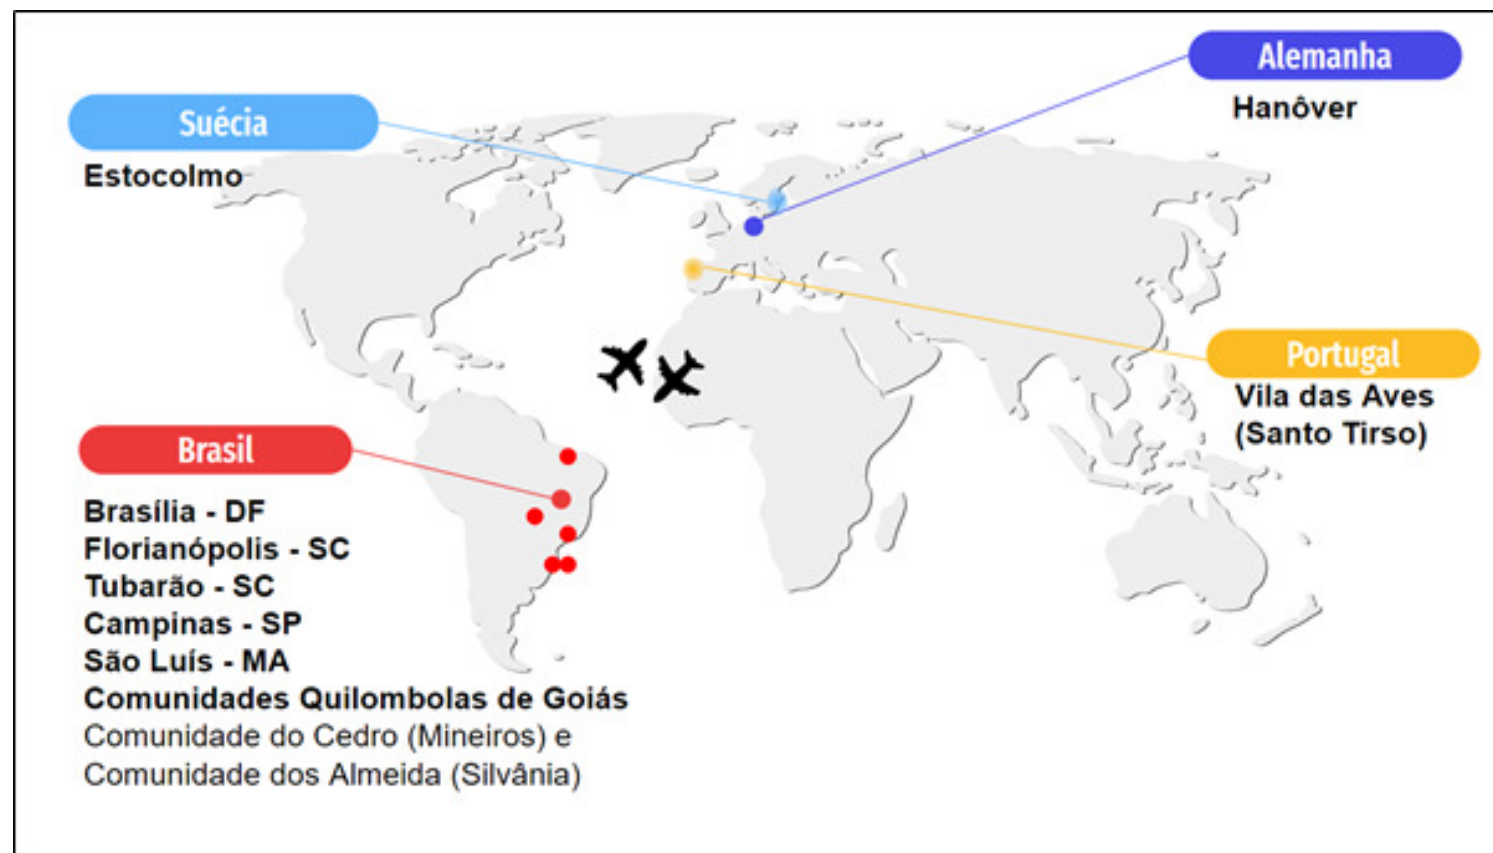 Alemanha
Hanôver
Suécia
Estocolmo
Portugal
Vila das Aves
(Santo Tirso)
Brasil
Brasília - DF
Florianópolis - SC
Tubarão - SC
Campinas - SP
São Luís - MA
Comunidades Quilombolas de Goiás
Comunidade do Cedro (Mineiros) e
Comunidade dos Almeida (Silvânia)